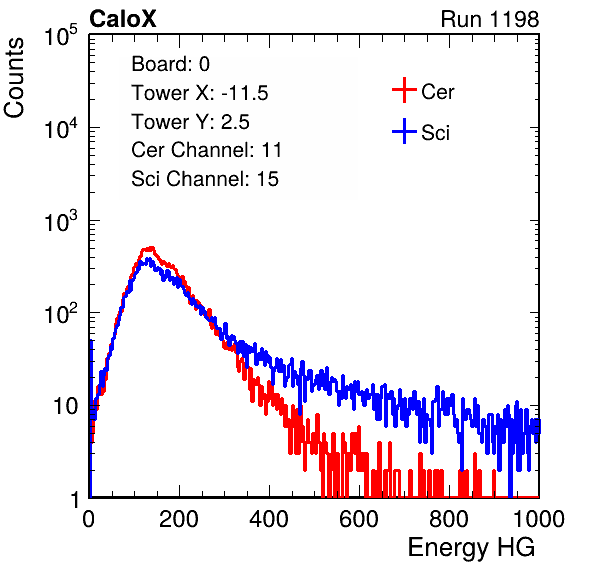 CaloX Run 1198
Counts
10^5
10^4
10^3
10^2
10
1
Board: 0
Tower X: -11.5
Tower Y: 2.5
Cer Channel: 11
Sci Channel: 15
Cer
Sci
0 200 400 600 800 1000
Energy HG